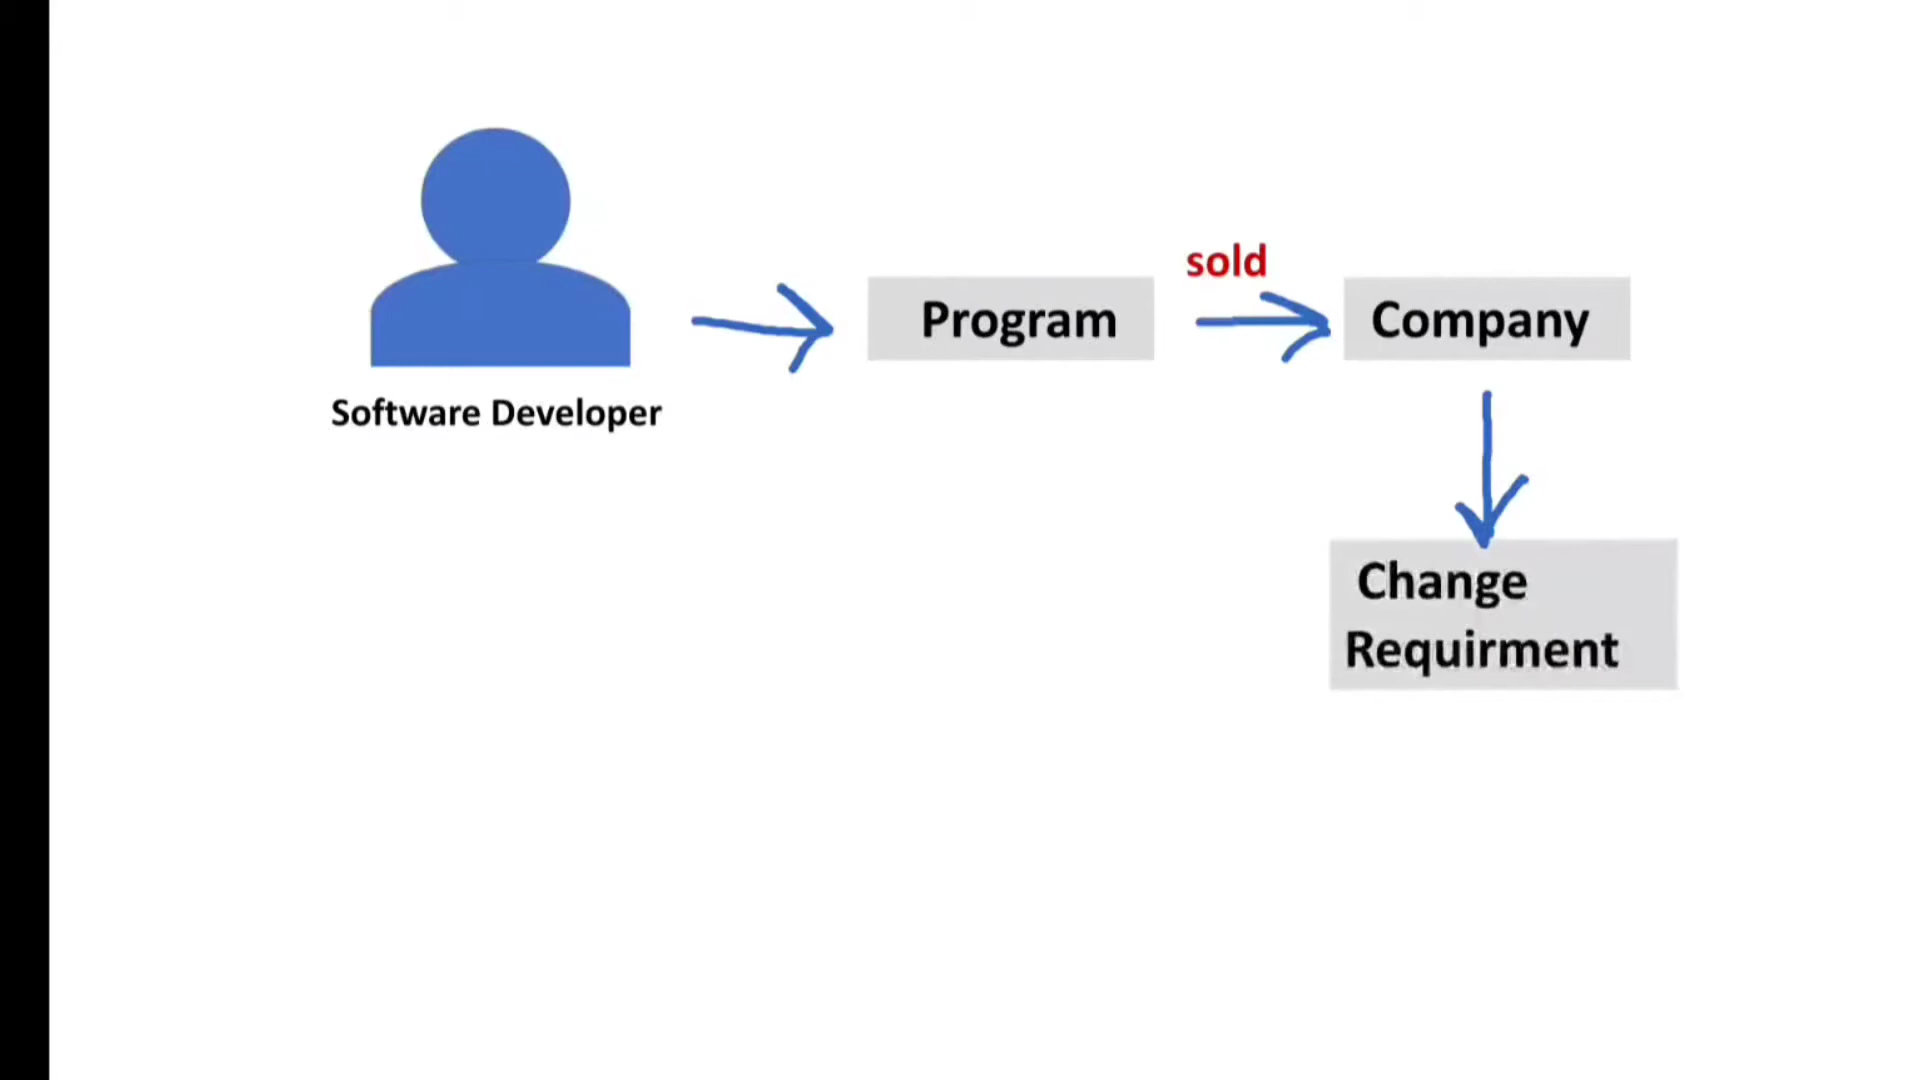 sold
Program
Company
Software Developer
Change
Requirment